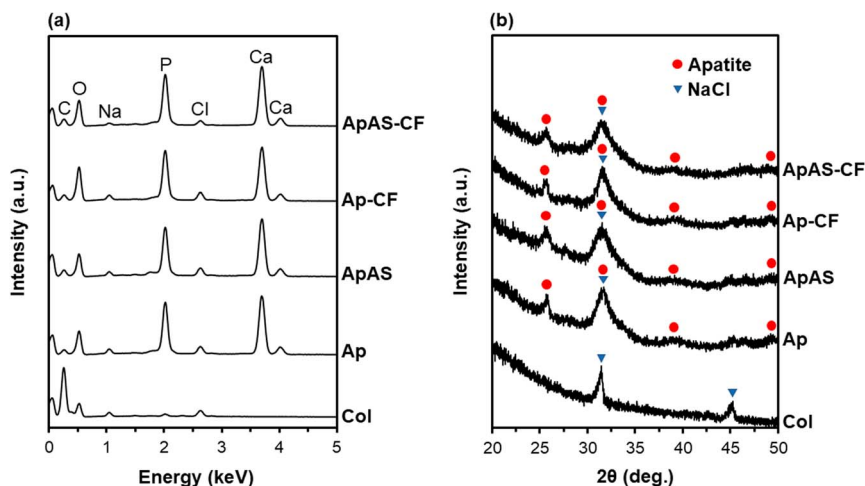 (a)
C
O
Na
P
Cl
Ca
Ca
ApAS-CF
Ap-CF
ApAS
Ap
Col
Intensity (a.u.)
0 1 2 3 4 5
Energy (keV)
(b)
Apatite
NaCl
ApAS-CF
Ap-CF
ApAS
Ap
Col
Intensity (a.u.)
20 25 30 35 40 45 50
2θ (deg.)